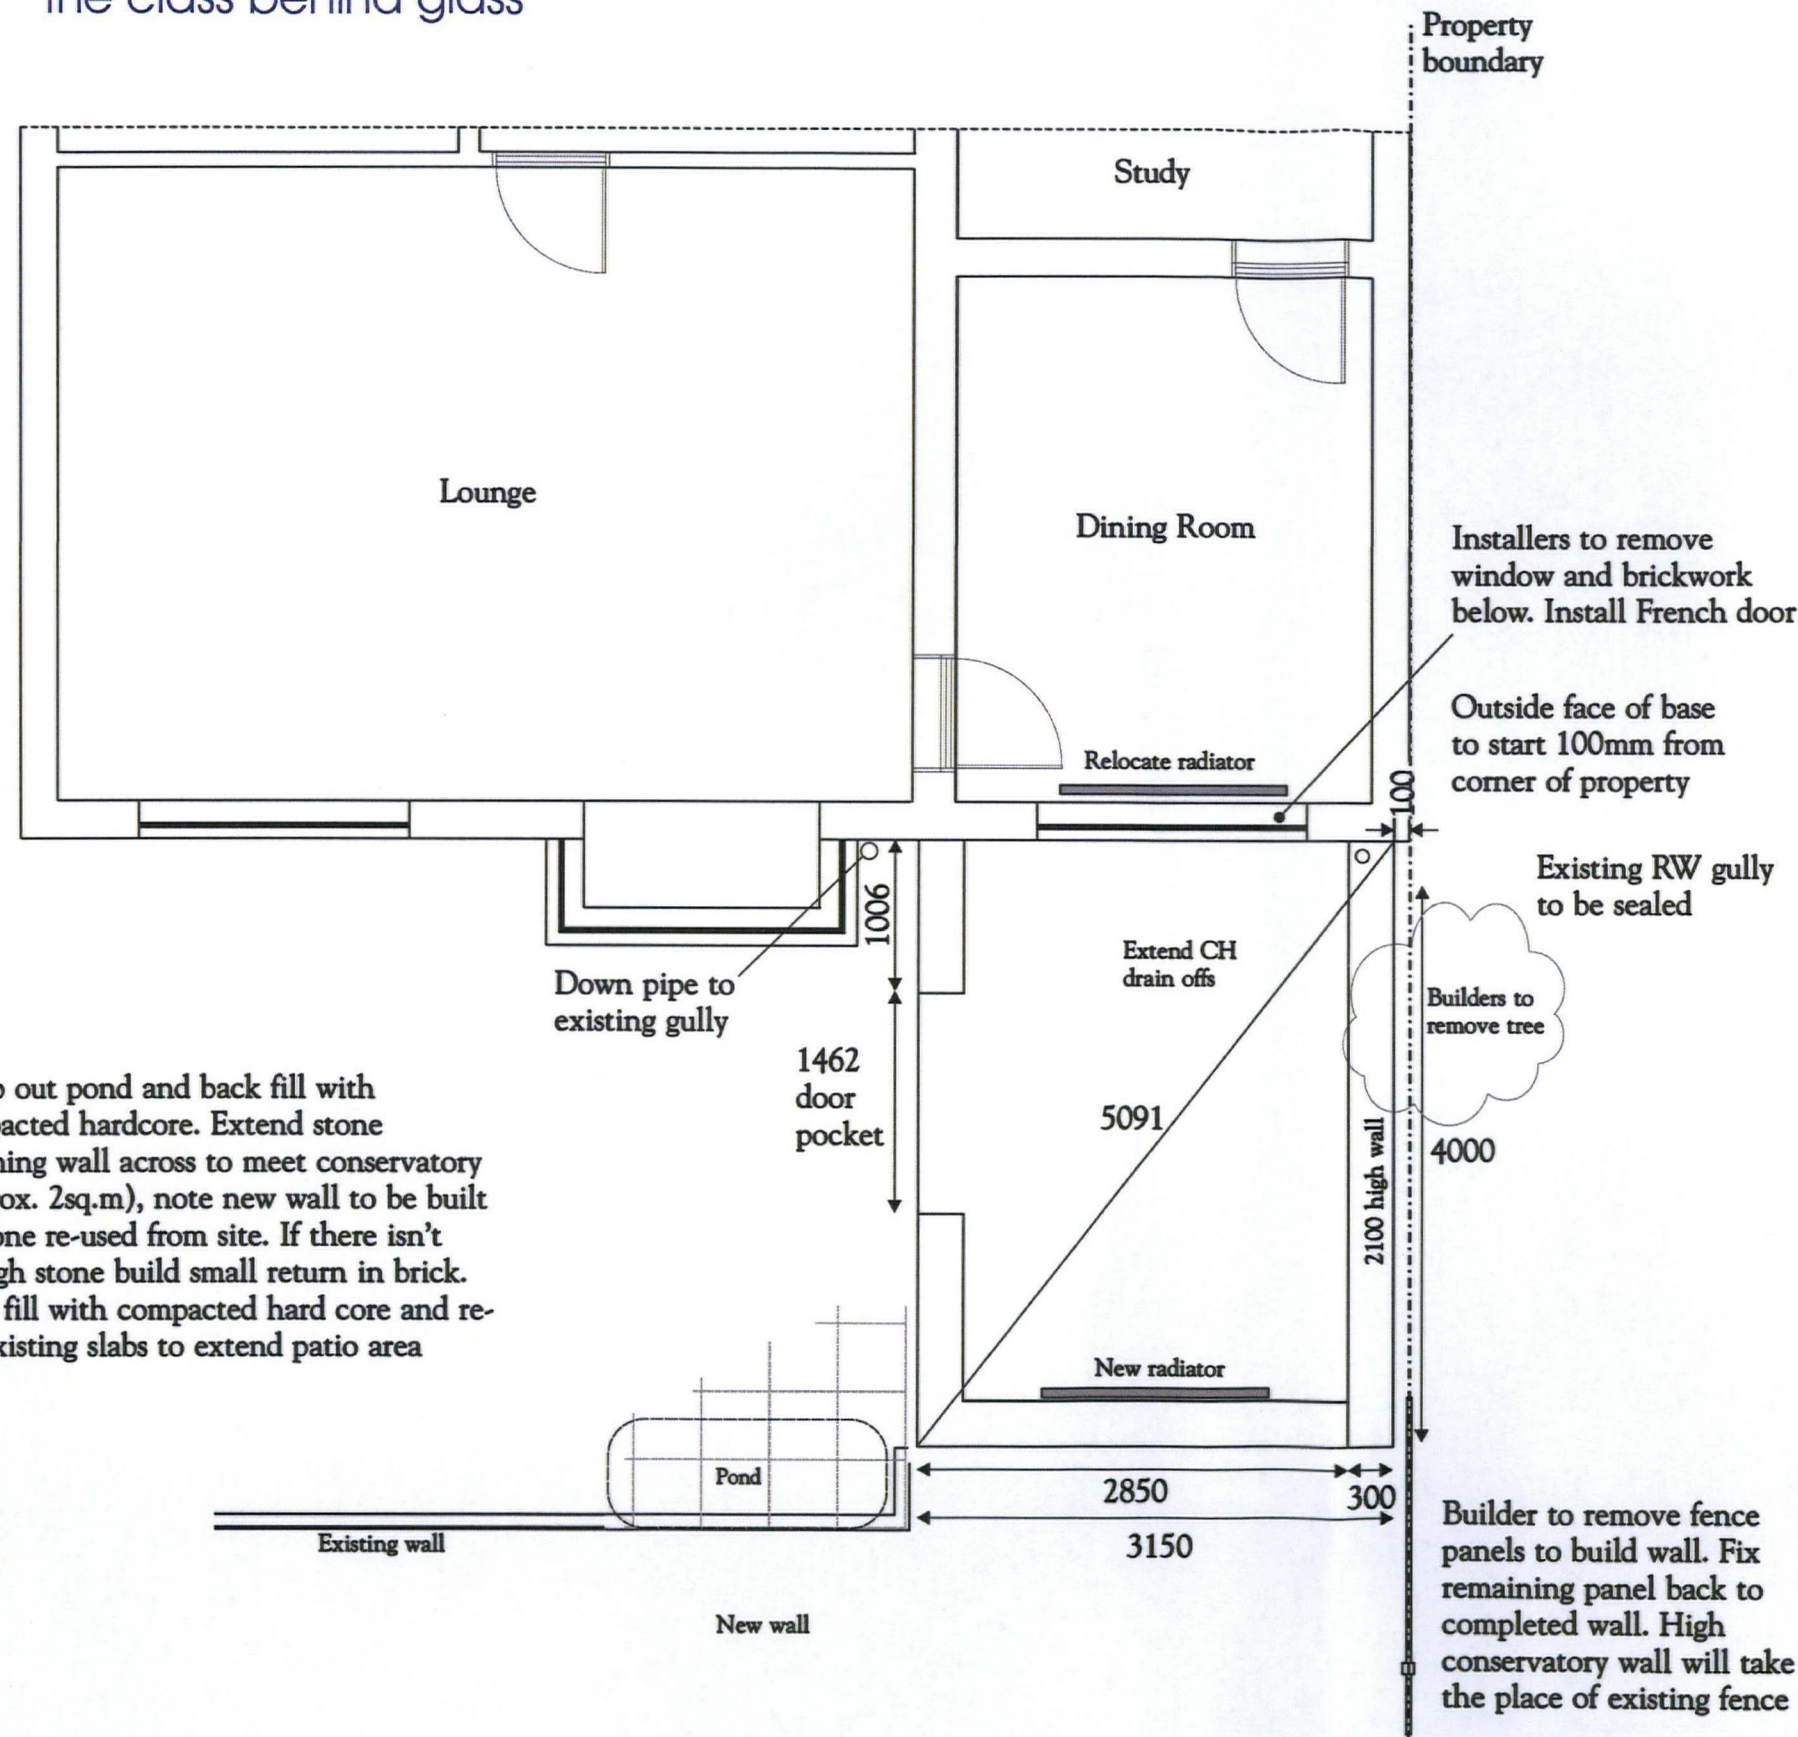 the class behind glass
Property
boundary
Study
Lounge
Dining Room
Installers to remove
window and brickwork
below. Install French door
Relocate radiator
Outside face of base
to start 100mm from
corner of property
100
Existing RW gully
to be sealed
1006
Down pipe to
existing gully
Extend CH
drain offs
Builders to
remove tree
1462
door
pocket
5091
2100 high wall
4000
out pond and back fill with
hardcore. Extend stone
wall across to meet conservatory
2sq.m), note new wall to be built
re-used from site. If there isn't
stone build small return in brick.
fill with compacted hard core and re-
existing slabs to extend patio area
New radiator
Pond
Existing wall
2850
300
3150
New wall
Builder to remove fence
panels to build wall. Fix
remaining panel back to
completed wall. High
conservatory wall will take
the place of existing fence